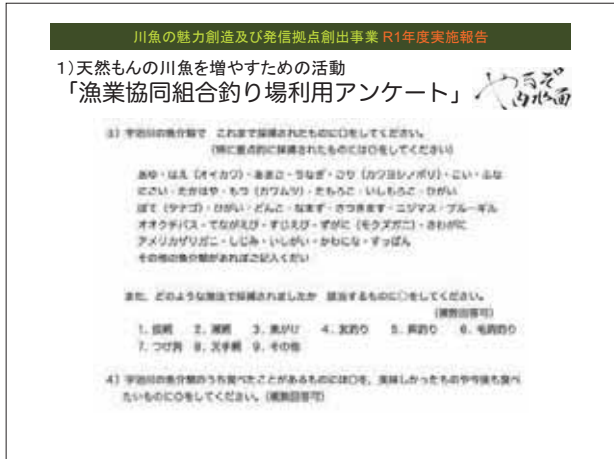 川魚の魅力創造及び発信拠点創出事業 R1年度実施報告
1)天然もんの川魚を増やすための活動
「漁業協同組合釣り場利用アンケート」
やるぞ
内水面
3)宇治川の魚介類で これまで採捕されたものに○をしてください。
(特に重点的に採捕されたものには◎をしてください)
あゆ・はえ(オイカワ)・あまご・うなぎ・ごり(カワヨシノボリ)・こい・ふな
にごい・たかはや・もつ(カワムツ)・たもろこ・いしもろこ・ひがい
ぼて(タナゴ)・ひがい・どんこ・なまず・さつきます・ニジマス・ブルーギル
オオクチバス・てながえび・すじえび・ずがに(モクズガニ)・さわがに
アメリカザリガニ・しじみ・いしがい・かわにな・すっぽん
その他の魚介類があればご記入くだい
また、どのような漁法で採捕されましたか 該当するものに○をしてください。
(複数回答可)
1. 投網 2. 刺網 3. 魚がけ 4. 友釣り 5. 餌釣り 6. 毛鉤釣り
7. つけ針 8. 叉手網 9. その他
4)宇治川の魚介類のうち食べたことがあるものには○を、美味しかったものや今後も食べ
たいものに◎をしてください。(複数回答可)